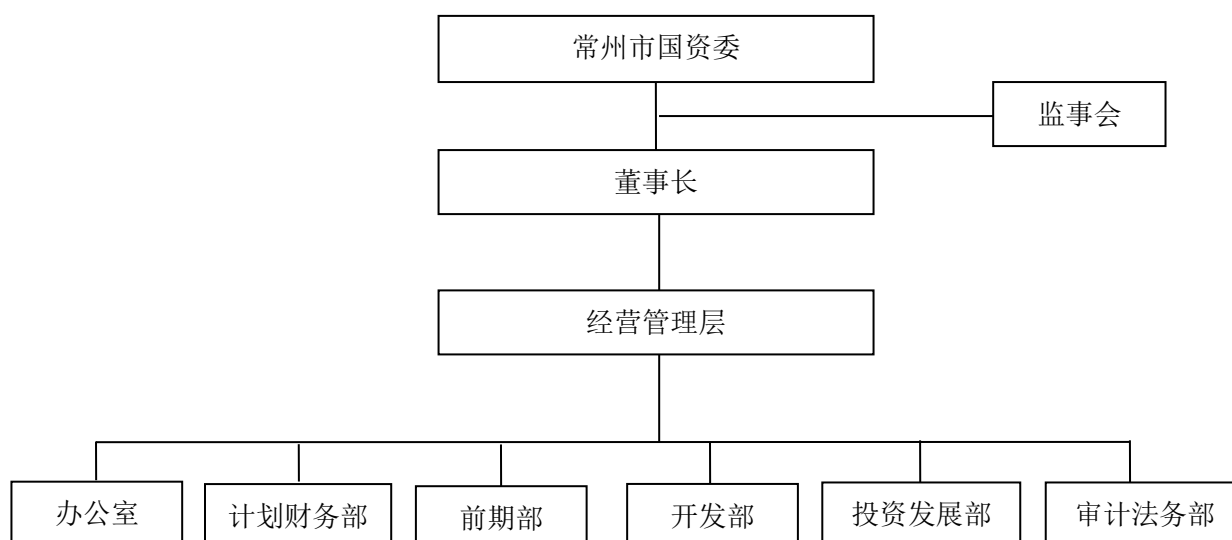 常州市国资委
监事会
董事长
经营管理层
办公室
计划财务部
前期部
开发部
投资发展部
审计法务部